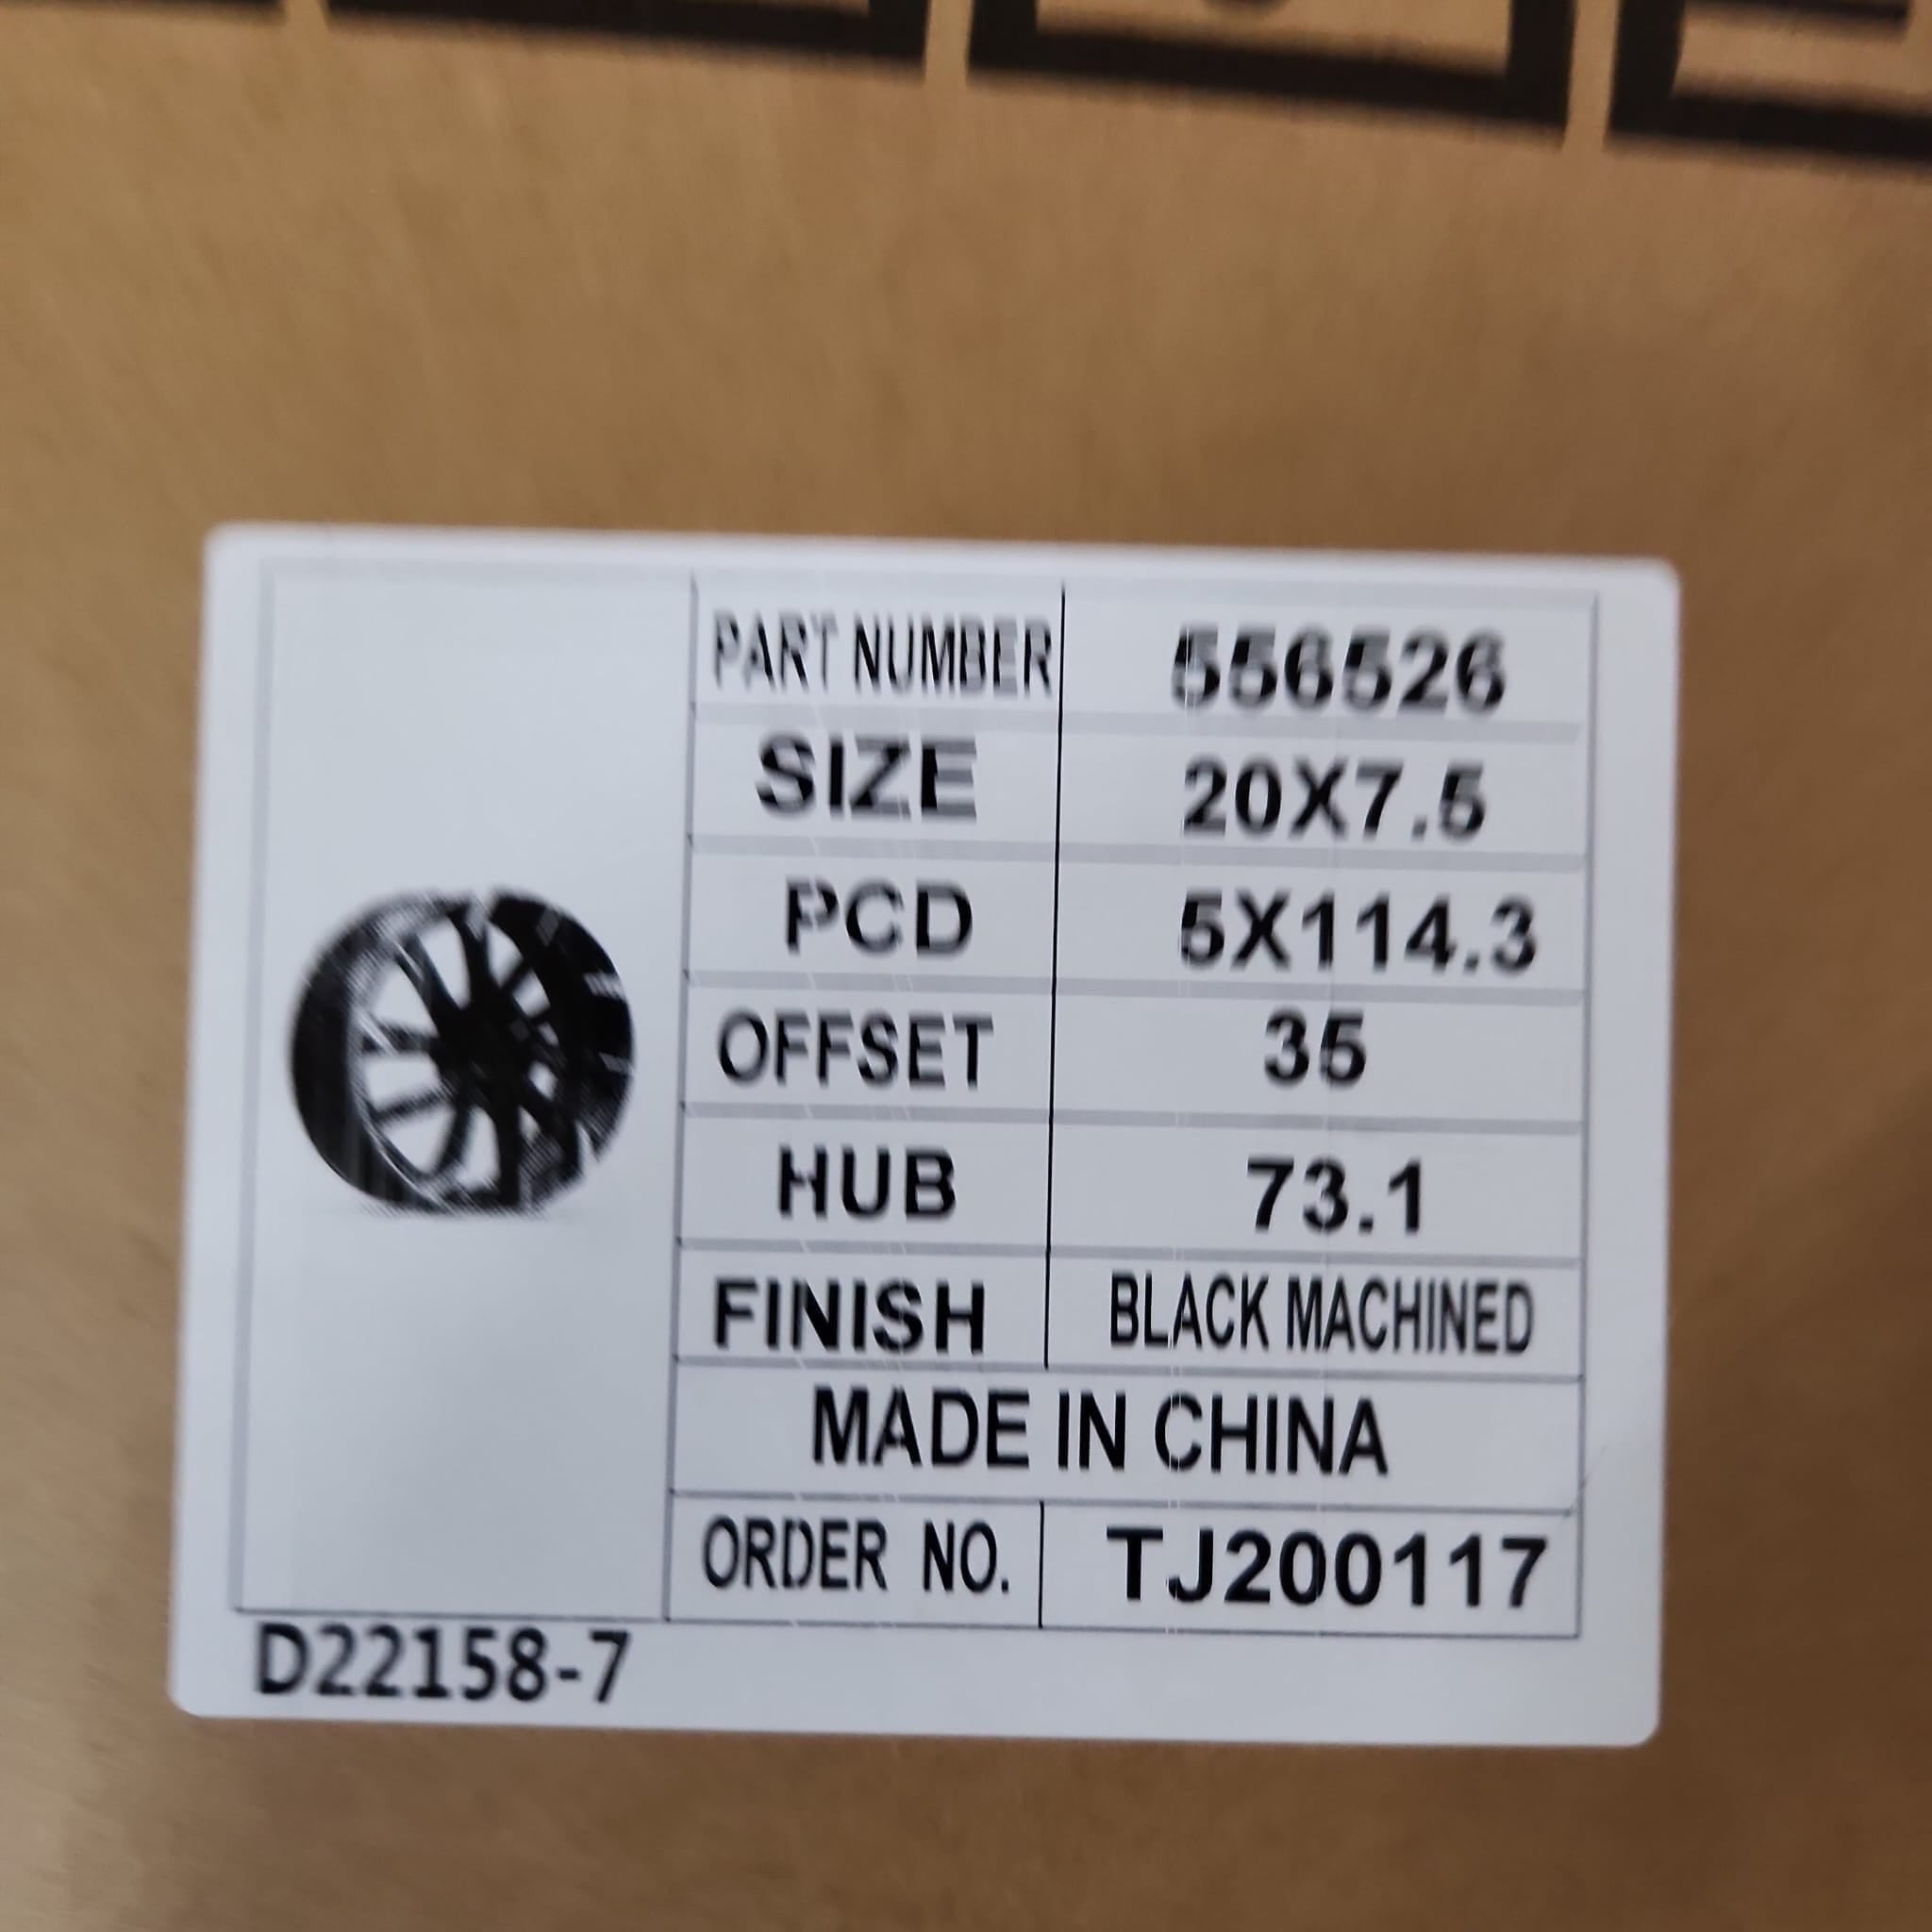 PART NUMBER 556526
SIZE 20X7.5
PCD 5X114.3
OFFSET 35
HUB 73.1
FINISH BLACK MACHINED
MADE IN CHINA
ORDER NO. TJ200117
D22158-7